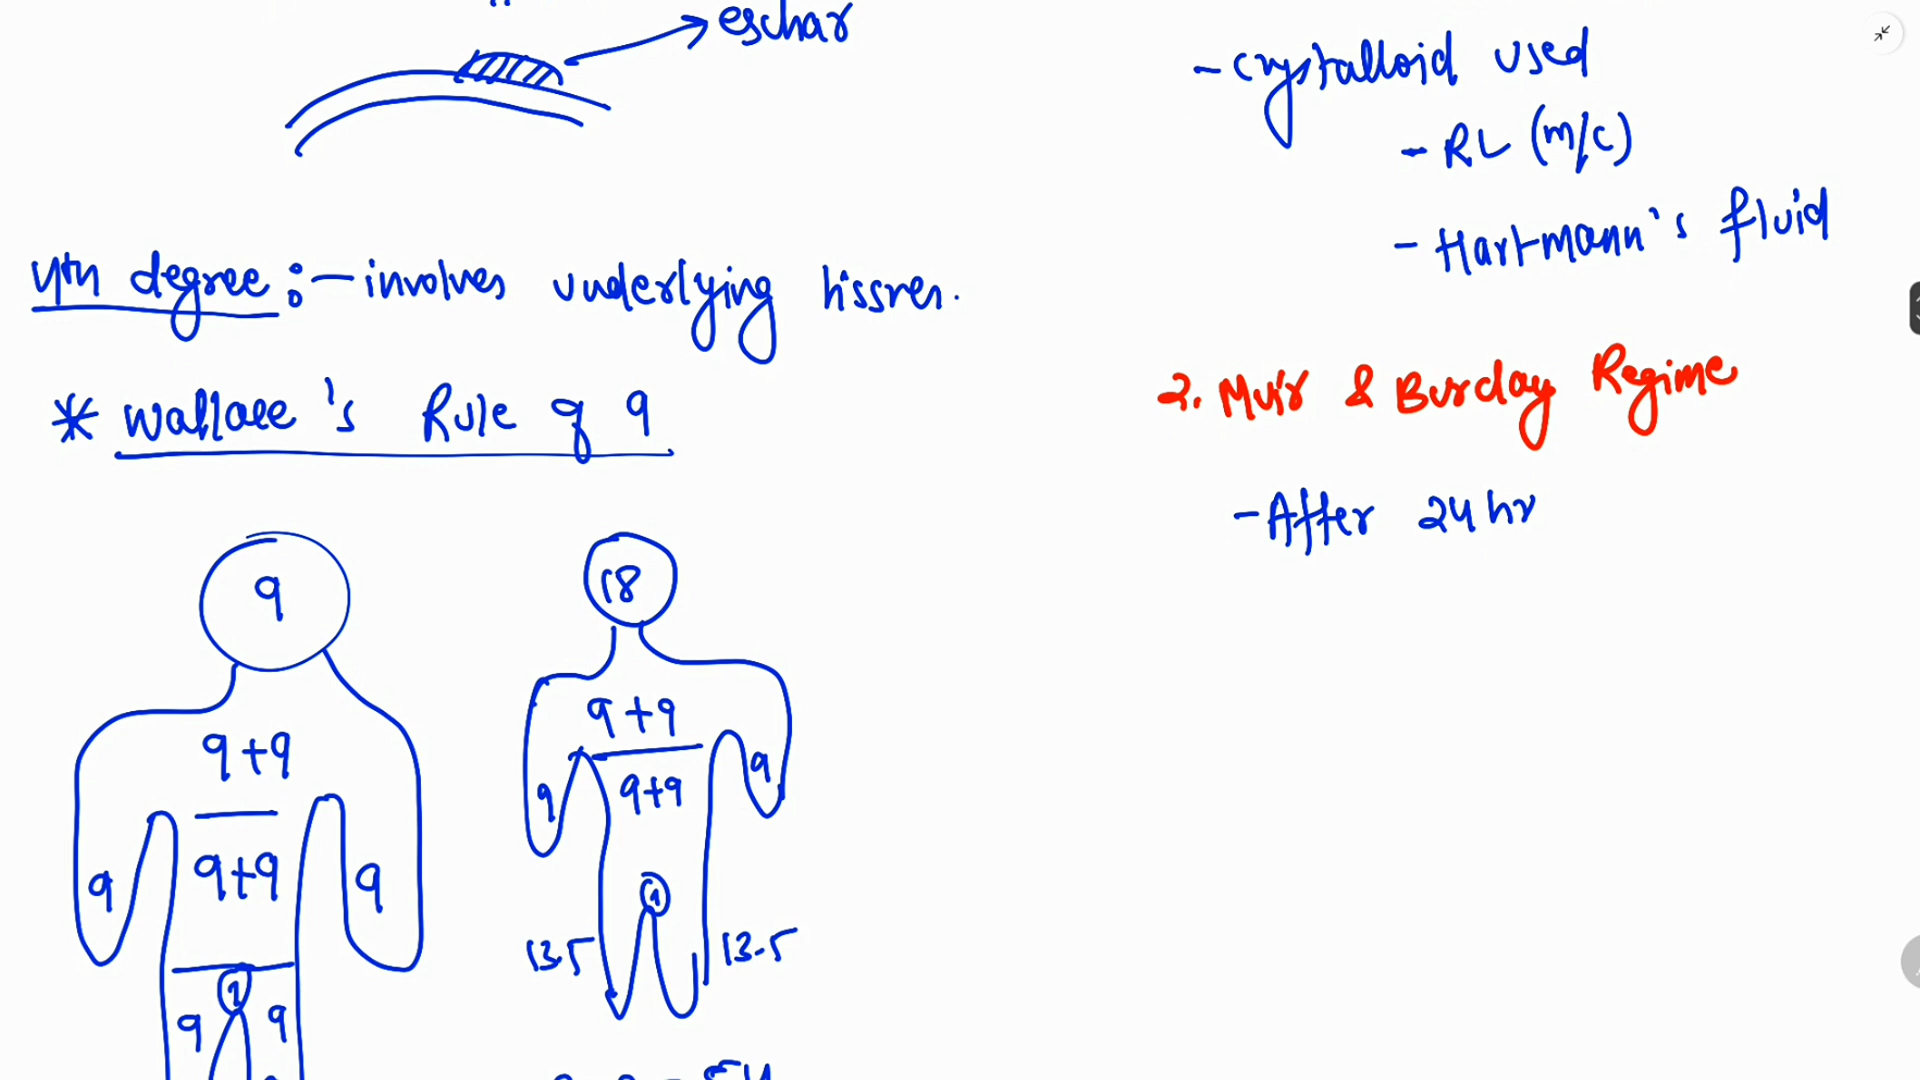 eschar
4th degree :- involves underlying tissues.
* Wallace's Rule of 9
9
9+9
9+9
9
9
1
9
9
18
9+9
9+9
9
9
1
13.5
13.5
- crystalloid used
- RL (m/c)
- Hartmann's fluid
2. Muir & Burclay Regime
- After 24 hr